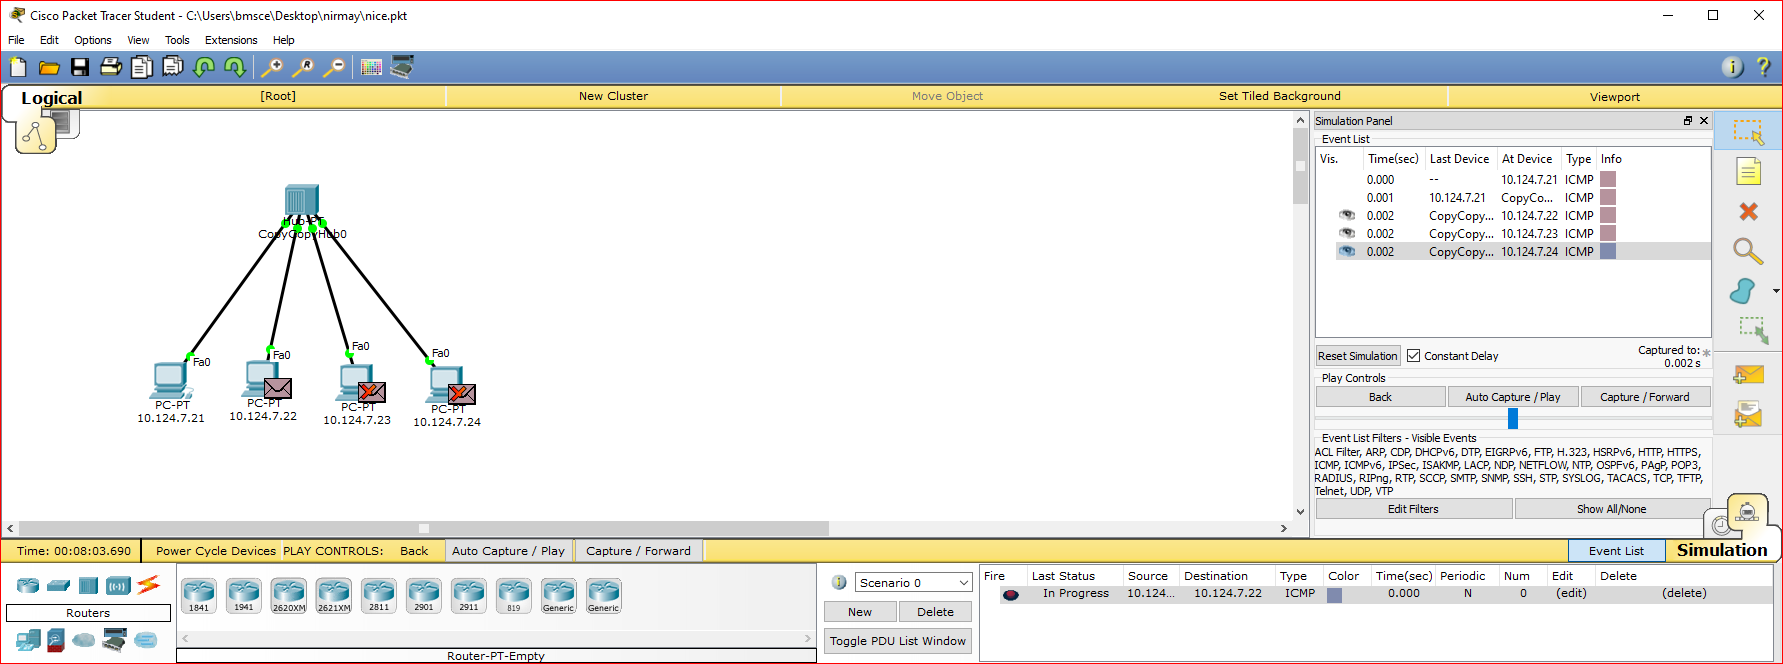 Cisco Packet Tracer Student - C:\Users\bmsce\Desktop\nirmay\nice.pkt
File Edit Options View Tools Extensions Help
Logical [Root] New Cluster Move Object Set Tiled Background Viewport
Hub-PT
CopyCopyHub0
Fa0 Fa0 Fa0 Fa0
PC-PT PC-PT PC-PT PC-PT
10.124.7.21 10.124.7.22 10.124.7.23 10.124.7.24
Simulation Panel
Event List
Vis. Time(sec) Last Device At Device Type Info
0.000 -- 10.124.7.21 ICMP
0.001 10.124.7.21 CopyCo... ICMP
0.002 CopyCopy... 10.124.7.22 ICMP
0.002 CopyCopy... 10.124.7.23 ICMP
0.002 CopyCopy... 10.124.7.24 ICMP
Reset Simulation Constant Delay Captured to: *
0.002 s
Play Controls
Back Auto Capture / Play Capture / Forward
Event List Filters - Visible Events
ACL Filter, ARP, CDP, DHCPv6, DTP, EIGRPv6, FTP, H.323, HSRPv6, HTTP, HTTPS,
ICMP, ICMPv6, IPSec, ISAKMP, LACP, NDP, NETFLOW, NTP, OSPFv6, PAgP, POP3,
RADIUS, RIPng, RTP, SCCP, SMTP, SNMP, SSH, STP, SYSLOG, TACACS, TCP, TFTP,
Telnet, UDP, VTP
Edit Filters Show All/None
Time: 00:08:03.690 Power Cycle Devices PLAY CONTROLS: Back Auto Capture / Play Capture / Forward Event List Simulation
Routers
1841 1941 2620XM 2621XM 2811 2901 2911 819 Generic Generic
Router-PT-Empty
Scenario 0
New Delete
Toggle PDU List Window
Fire Last Status Source Destination Type Color Time(sec) Periodic Num Edit Delete
In Progress 10.124... 10.124.7.22 ICMP 0.000 N 0 (edit) (delete)